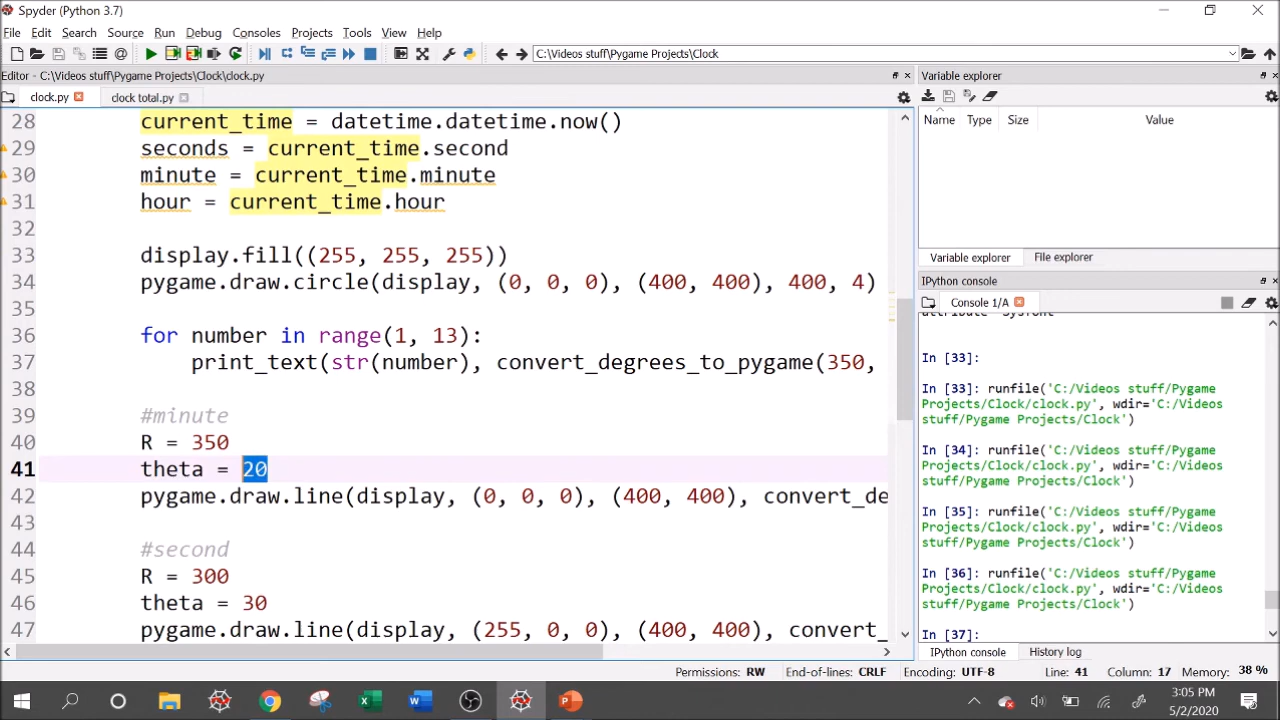 Spyder (Python 3.7)
File Edit Search Source Run Debug Consoles Projects Tools View Help
C:\Videos stuff\Pygame Projects\Clock
Editor - C:\Videos stuff\Pygame Projects\Clock\clock.py
clock.py clock total.py
28 current_time = datetime.datetime.now()
29 seconds = current_time.second
30 minute = current_time.minute
31 hour = current_time.hour
32
33 display.fill((255, 255, 255))
34 pygame.draw.circle(display, (0, 0, 0), (400, 400), 400, 4)
35
36 for number in range(1, 13):
37 print_text(str(number), convert_degrees_to_pygame(350,
38
39 #minute
40 R = 350
41 theta = 20
42 pygame.draw.line(display, (0, 0, 0), (400, 400), convert_de
43
44 #second
45 R = 300
46 theta = 30
47 pygame.draw.line(display, (255, 0, 0), (400, 400), convert_
Variable explorer
Name Type Size Value
Variable explorer File explorer
IPython console
Console 1/A
In [33]:
In [33]: runfile('C:/Videos stuff/Pygame
Projects/Clock/clock.py', wdir='C:/Videos
stuff/Pygame Projects/Clock')
In [34]: runfile('C:/Videos stuff/Pygame
Projects/Clock/clock.py', wdir='C:/Videos
stuff/Pygame Projects/Clock')
In [35]: runfile('C:/Videos stuff/Pygame
Projects/Clock/clock.py', wdir='C:/Videos
stuff/Pygame Projects/Clock')
In [36]: runfile('C:/Videos stuff/Pygame
Projects/Clock/clock.py', wdir='C:/Videos
stuff/Pygame Projects/Clock')
In [37]:
IPython console History log
Permissions: RW End-of-lines: CRLF Encoding: UTF-8 Line: 41 Column: 17 Memory: 38 %
3:05 PM
5/2/2020